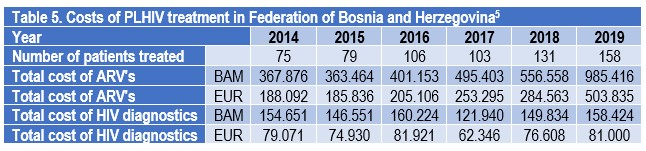 Table 5. Costs of PLHIV treatment in Federation of Bosnia and Herzegovina5
Year 2014 2015 2016 2017 2018 2019
Number of patients treated 75 79 106 103 131 158
Total cost of ARV's BAM 367.876 363.464 401.153 495.403 556.558 985.416
Total cost of ARV's EUR 188.092 185.836 205.106 253.295 284.563 503.835
Total cost of HIV diagnostics BAM 154.651 146.551 160.224 121.940 149.834 158.424
Total cost of HIV diagnostics EUR 79.071 74.930 81.921 62.346 76.608 81.000